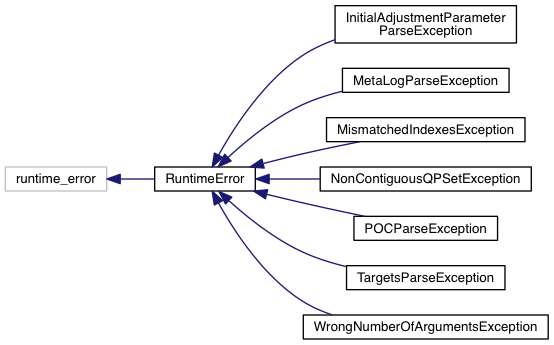 InitialAdjustmentParameter
ParseException
MetaLogParseException
MismatchedIndexesException
runtime_error
RuntimeError
NonContiguousQPSetException
POCParseException
TargetsParseException
WrongNumberOfArgumentsException